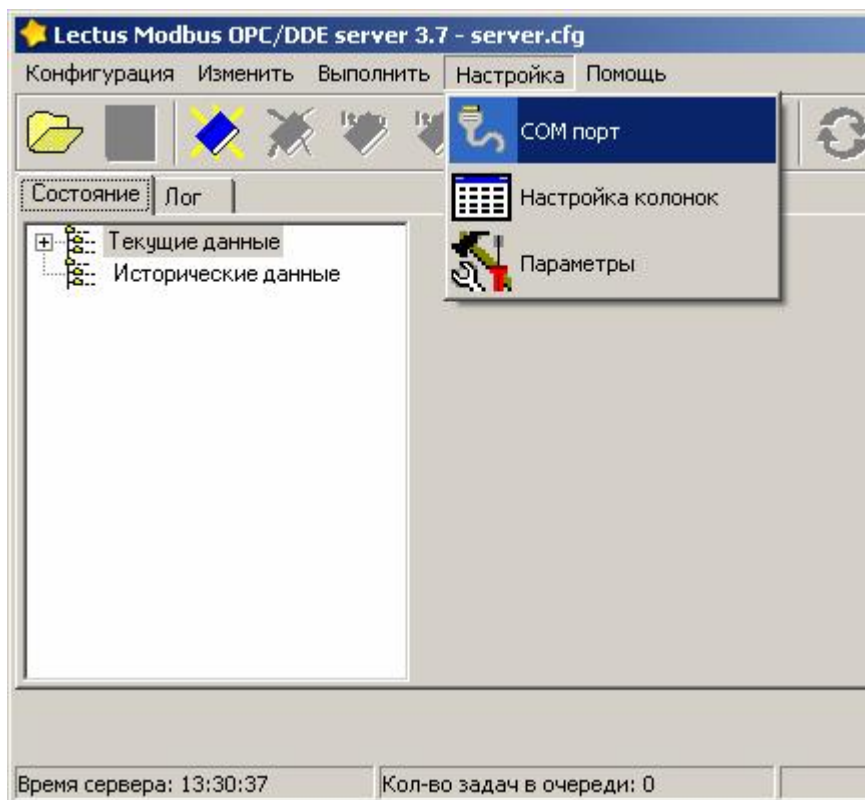 Lectus Modbus OPC/DDE server 3.7 - server.cfg
Конфигурация Изменить Выполнить Настройка Помощь
COM порт
Настройка колонок
Параметры
Состояние Лог
Текущие данные
Исторические данные
Время сервера: 13:30:37 Кол-во задач в очереди: 0